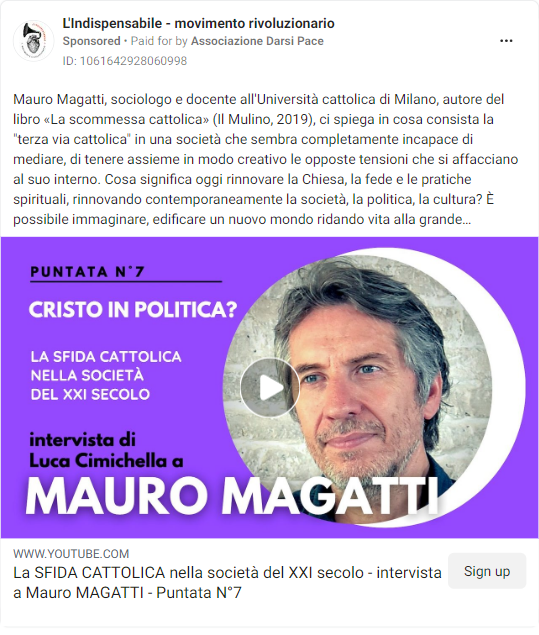 L'Indispensabile - movimento rivoluzionario
Sponsored • Paid for by Associazione Darsi Pace
ID: 1061642928060998
Mauro Magatti, sociologo e docente all'Università cattolica di Milano, autore del
libro «La scommessa cattolica» (Il Mulino, 2019), ci spiega in cosa consista la
"terza via cattolica" in una società che sembra completamente incapace di
mediare, di tenere assieme in modo creativo le opposte tensioni che si affacciano
al suo interno. Cosa significa oggi rinnovare la Chiesa, la fede e le pratiche
spirituali, rinnovando contemporaneamente la società, la politica, la cultura? È
possibile immaginare, edificare un nuovo mondo ridando vita alla grande...
PUNTATA N°7
CRISTO IN POLITICA?
LA SFIDA CATTOLICA
NELLA SOCIETÀ
DEL XXI SECOLO
intervista di
Luca Cimichella a
MAURO MAGATTI
WWW.YOUTUBE.COM
La SFIDA CATTOLICA nella società del XXI secolo - intervista
a Mauro MAGATTI - Puntata N°7
Sign up